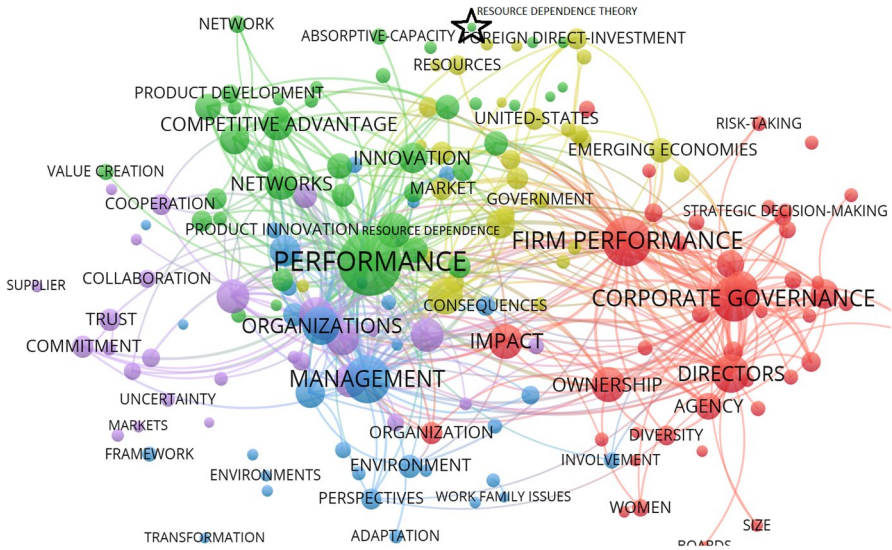 RESOURCE DEPENDENCE THEORY
NETWORK
ABSORPTIVE-CAPACITY
FOREIGN DIRECT-INVESTMENT
RESOURCES
PRODUCT DEVELOPMENT
COMPETITIVE ADVANTAGE
UNITED-STATES
RISK-TAKING
INNOVATION
EMERGING ECONOMIES
VALUE CREATION
NETWORKS
MARKET
COOPERATION
GOVERNMENT
STRATEGIC DECISION-MAKING
PRODUCT INNOVATION
RESOURCE DEPENDENCE
FIRM PERFORMANCE
PERFORMANCE
SUPPLIER
COLLABORATION
CORPORATE GOVERNANCE
CONSEQUENCES
TRUST
ORGANIZATIONS
COMMITMENT
IMPACT
MANAGEMENT
DIRECTORS
OWNERSHIP
UNCERTAINTY
AGENCY
MARKETS
ORGANIZATION
DIVERSITY
FRAMEWORK
INVOLVEMENT
ENVIRONMENT
ENVIRONMENTS
PERSPECTIVES
WORK FAMILY ISSUES
WOMEN
SIZE
TRANSFORMATION
ADAPTATION
BOARDS